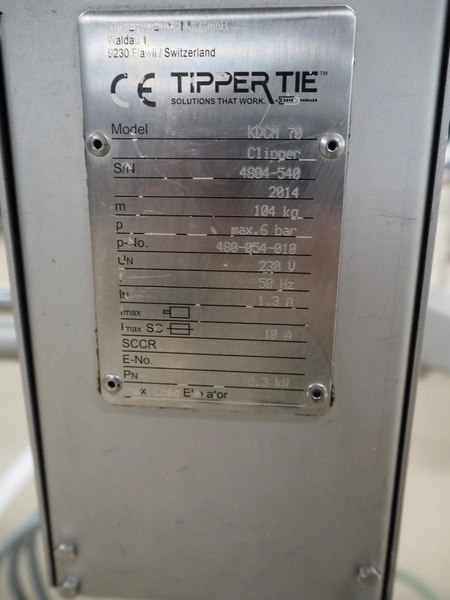 Waldau 1
9230 Flawil / Switzerland
CE TIPPER TIE™
SOLUTIONS THAT WORK.
Model KDCM 70
Clipper
S/N 4804-540
2014
m 104 kg
p max.6 bar
p-No. 480-054-010
UN 230 V
50 Hz
IN 1.3 A
Imax
Imax SC 10 A
SCCR
E-No.
PN 0.3 kW